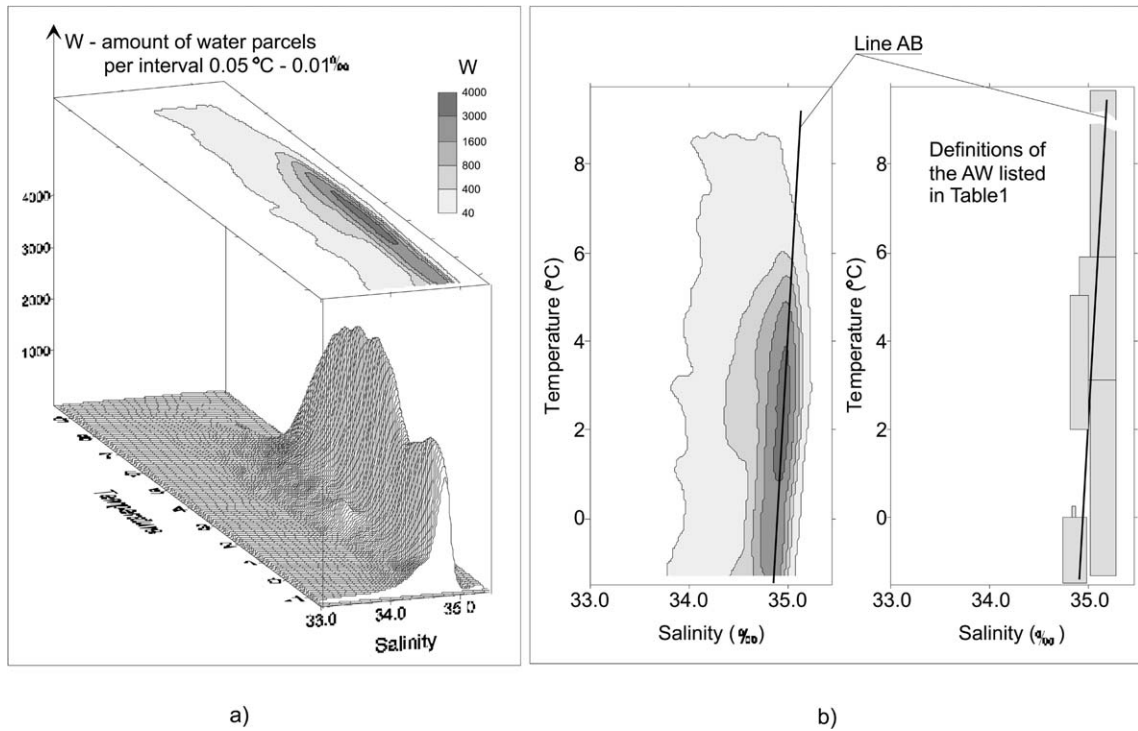 W - amount of water parcels
per interval 0.05 °C - 0.01‰
W
4000
3000
1600
800
400
40
4000
3000
2000
1000
Temperature
33.0
34.0
35.0
Salinity
a)
Line AB
8
6
4
2
0
Temperature (°C)
33.0
34.0
35.0
Salinity (‰)
Definitions of
the AW listed
in Table1
8
6
4
2
0
Temperature (°C)
33.0
34.0
35.0
Salinity (‰)
b)